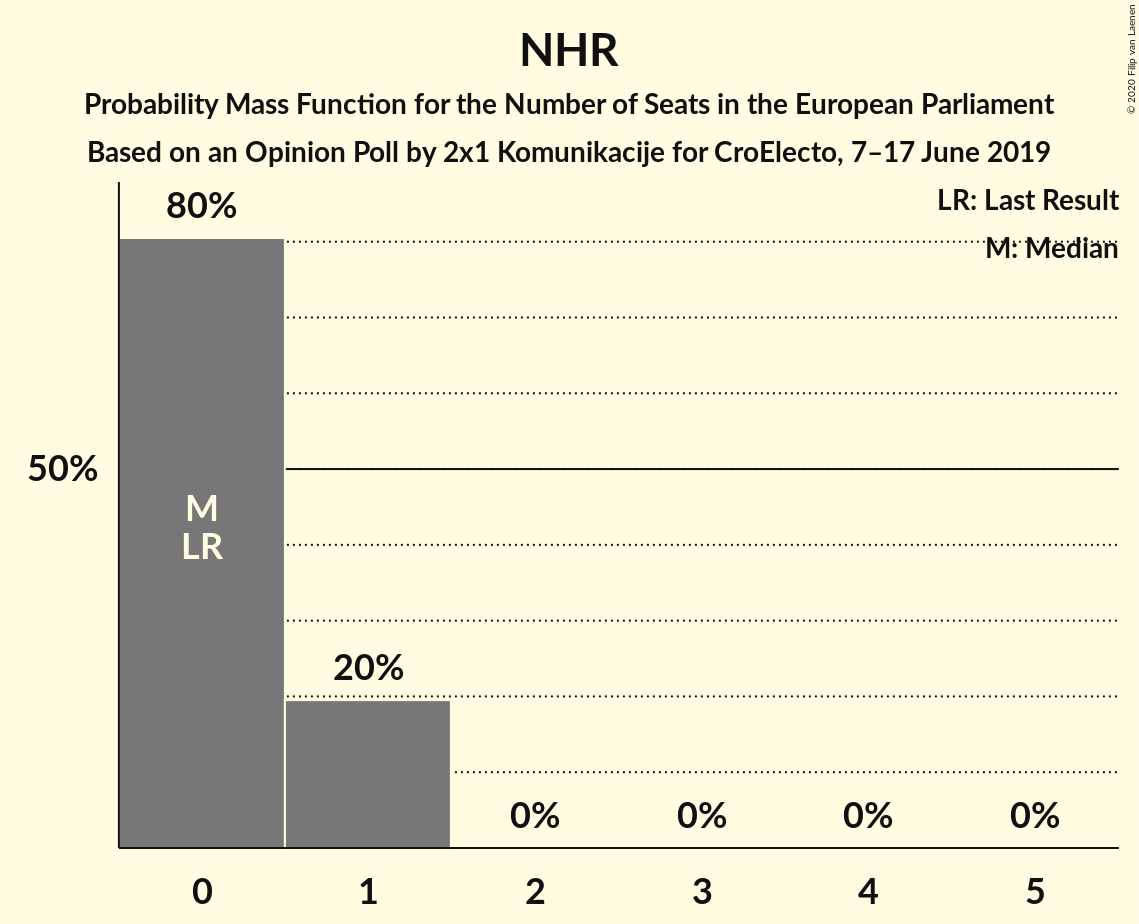 NHR
Probability Mass Function for the Number of Seats in the European Parliament
Based on an Opinion Poll by 2x1 Komunikacije for CroElecto, 7–17 June 2019
© 2020 Filip van Laenen
LR: Last Result
M: Median
80%
50%
M
LR
20%
0% 0% 0% 0%
0 1 2 3 4 5